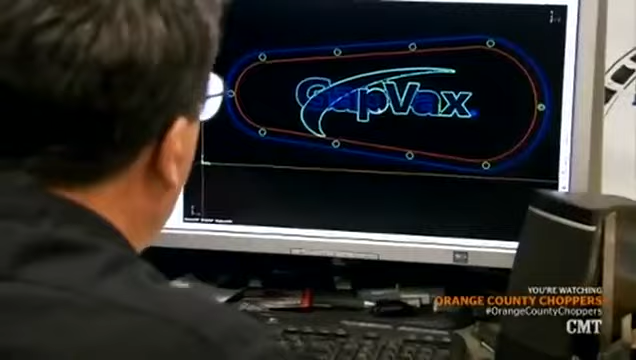 GapVax
YOU'RE WATCHING
ORANGE COUNTY CHOPPERS
#OrangeCountyChoppers
CMT